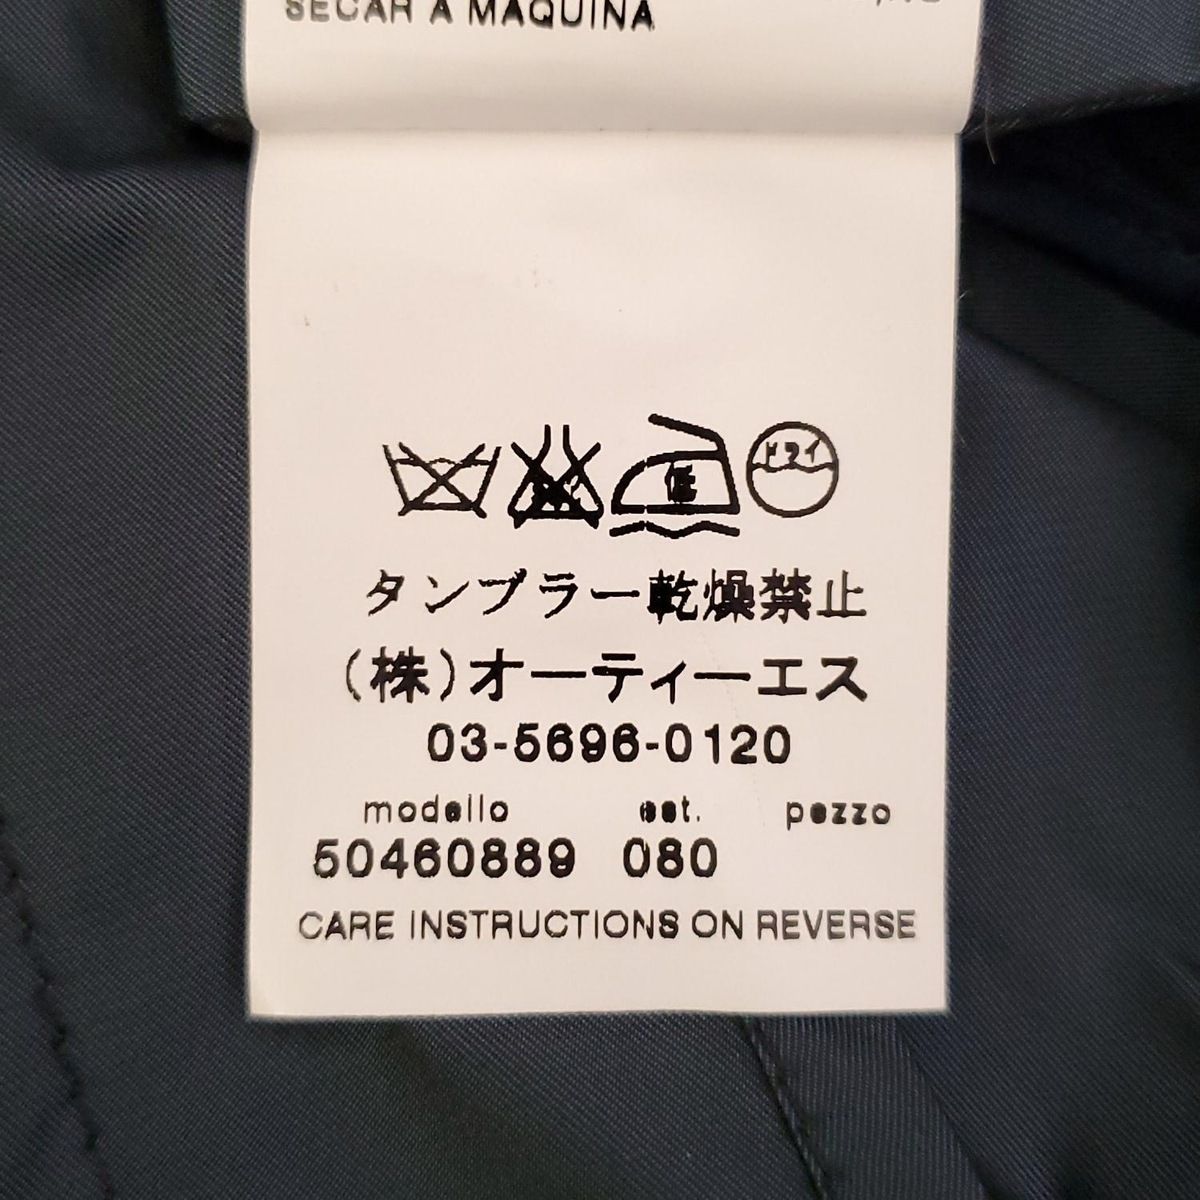 SECAR A MAQUINA
低 ドライ
タンブラー乾燥禁止
(株)オーティーエス
03-5696-0120
modello est. pezzo
50460889 080
CARE INSTRUCTIONS ON REVERSE